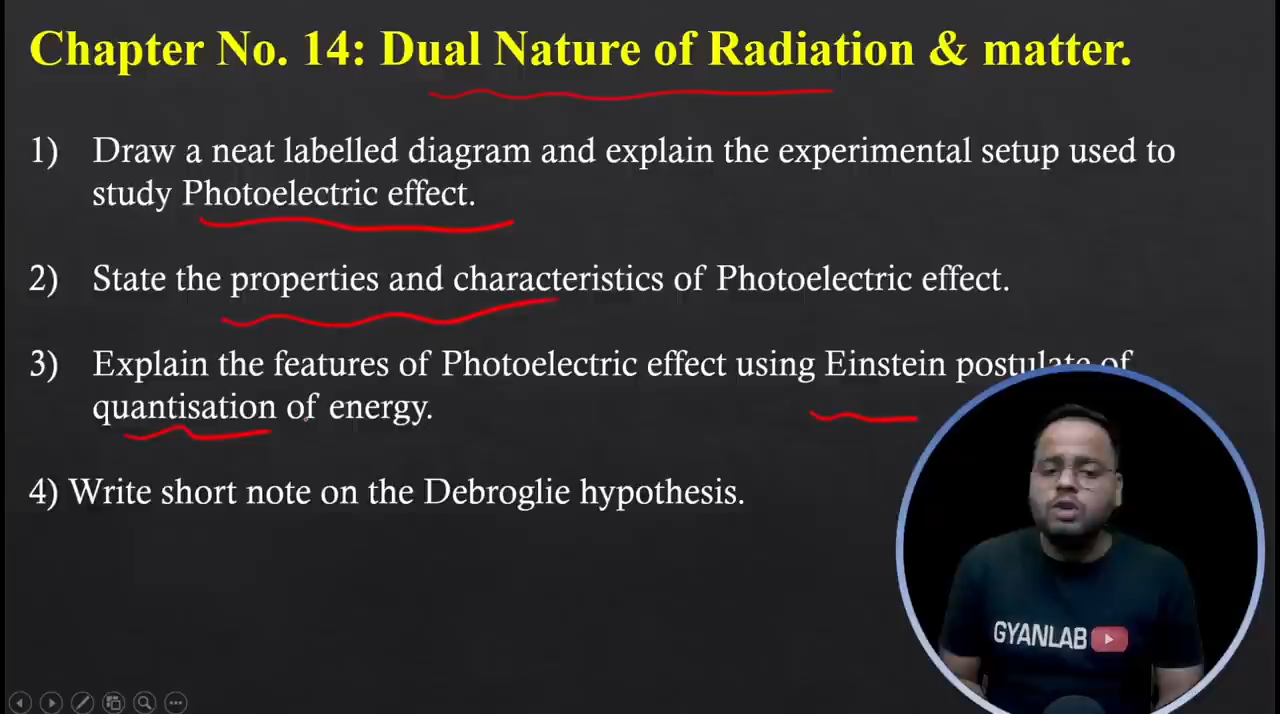 Chapter No. 14: Dual Nature of Radiation & matter.
1) Draw a neat labelled diagram and explain the experimental setup used to
study Photoelectric effect.
2) State the properties and characteristics of Photoelectric effect.
3) Explain the features of Photoelectric effect using Einstein postulate of
quantisation of energy.
4) Write short note on the Debroglie hypothesis.
GYANLAB